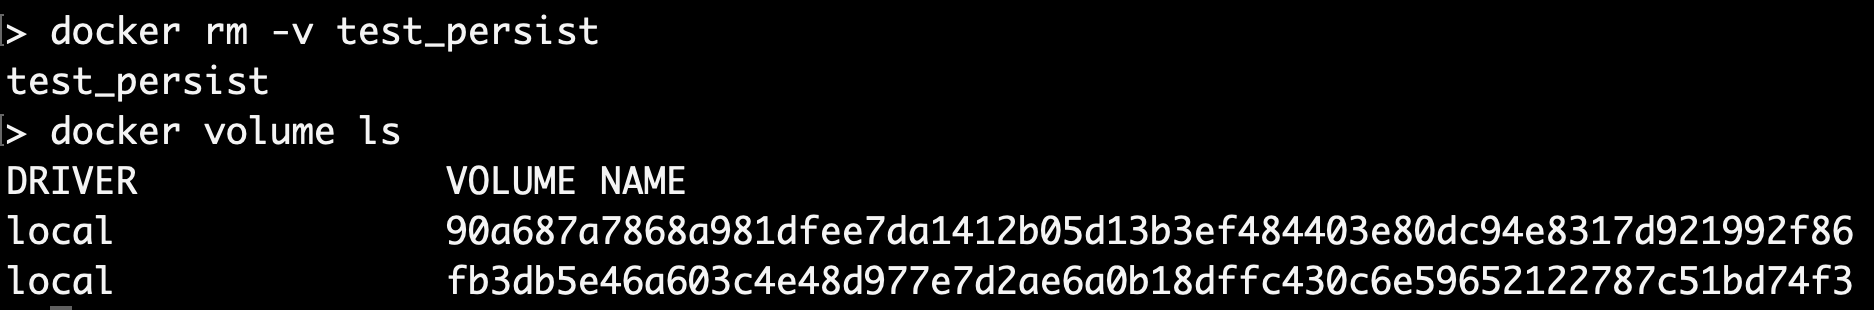 > docker rm -v test_persist
test_persist
> docker volume ls
DRIVER              VOLUME NAME
local               90a687a7868a981dfee7da1412b05d13b3ef484403e80dc94e8317d921992f86
local               fb3db5e46a603c4e48d977e7d2ae6a0b18dffc430c6e59652122787c51bd74f3